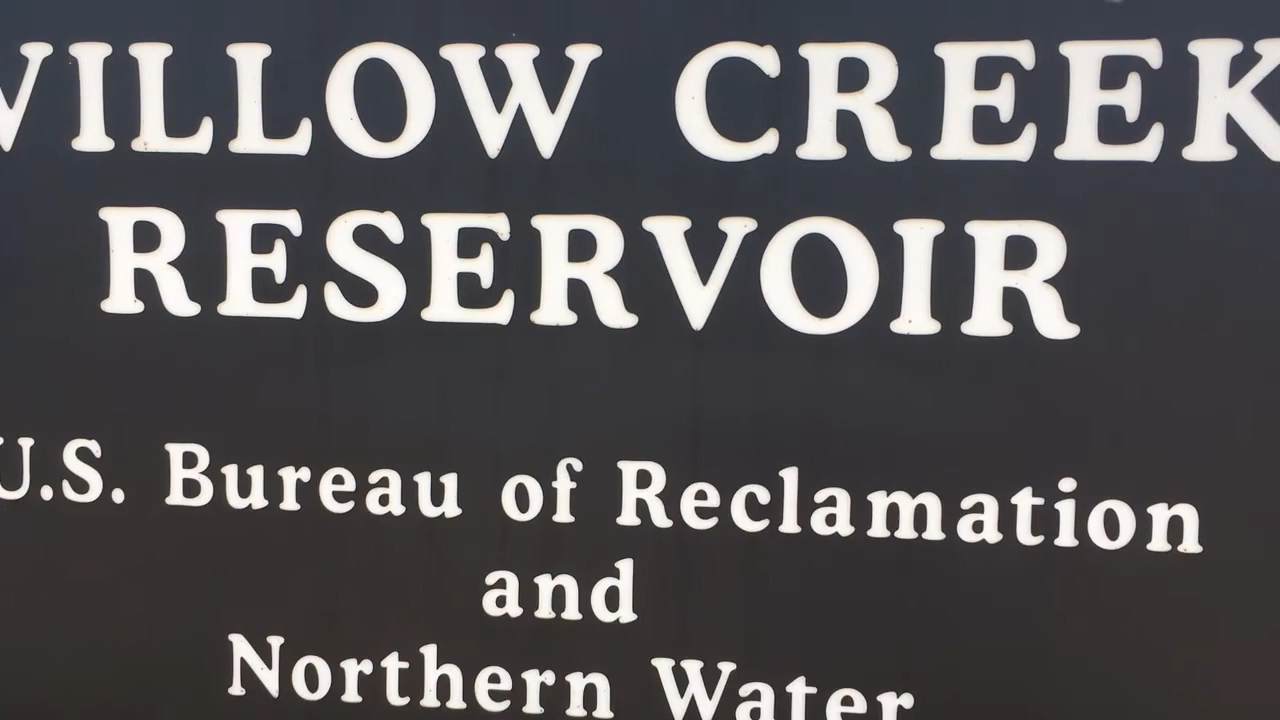 WILLOW CREEK
RESERVOIR
U.S. Bureau of Reclamation
and
Northern Water